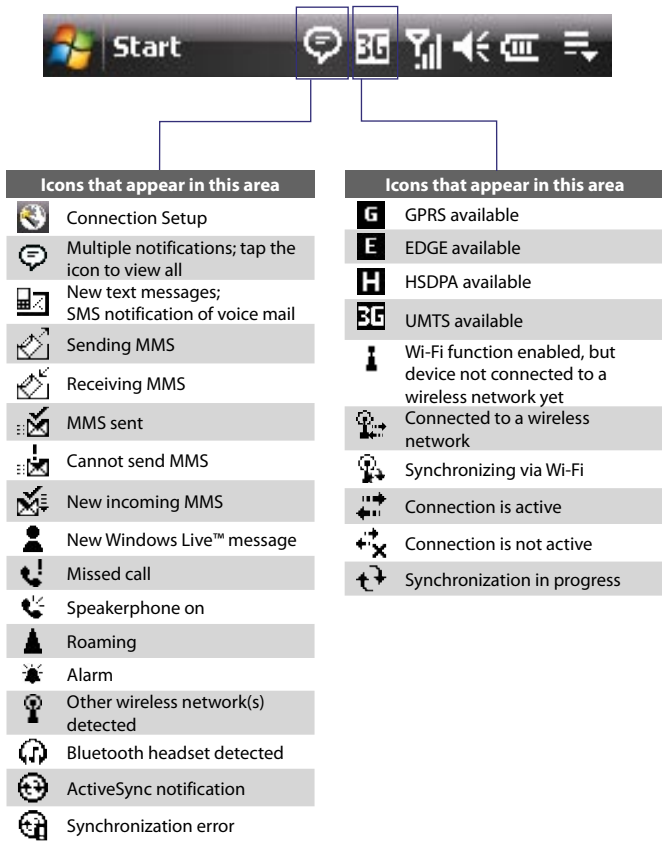 Start
3G
Icons that appear in this area
Connection Setup
Multiple notifications; tap the
icon to view all
New text messages;
SMS notification of voice mail
Sending MMS
Receiving MMS
MMS sent
Cannot send MMS
New incoming MMS
New Windows Live™ message
Missed call
Speakerphone on
Roaming
Alarm
Other wireless network(s)
detected
Bluetooth headset detected
ActiveSync notification
Synchronization error
Icons that appear in this area
G GPRS available
E EDGE available
H HSDPA available
3G UMTS available
Wi-Fi function enabled, but
device not connected to a
wireless network yet
Connected to a wireless
network
Synchronizing via Wi-Fi
Connection is active
Connection is not active
Synchronization in progress